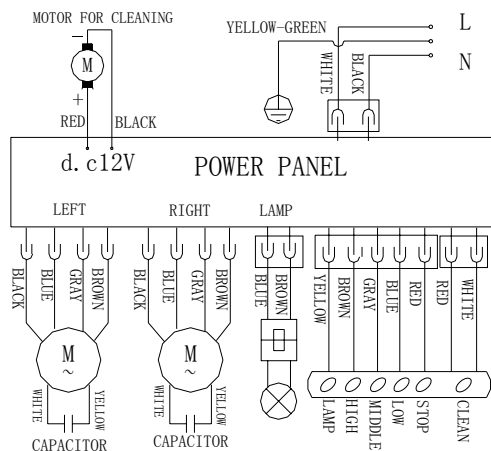 MOTOR FOR CLEANING
YELLOW-GREEN
L
N
WHITE
BLACK
−
M
+
RED
BLACK
d.c12V
POWER PANEL
LEFT
RIGHT
LAMP
BLACK
BLUE
GRAY
BROWN
BLACK
BLUE
GRAY
BROWN
BLUE
BROWN
YELLOW
BROWN
GRAY
BLUE
RED
RED
WHITE
M
~
M
~
WHITE
YELLOW
WHITE
YELLOW
CAPACITOR
CAPACITOR
LAMP
HIGH
MIDDLE
LOW
STOP
CLEAN